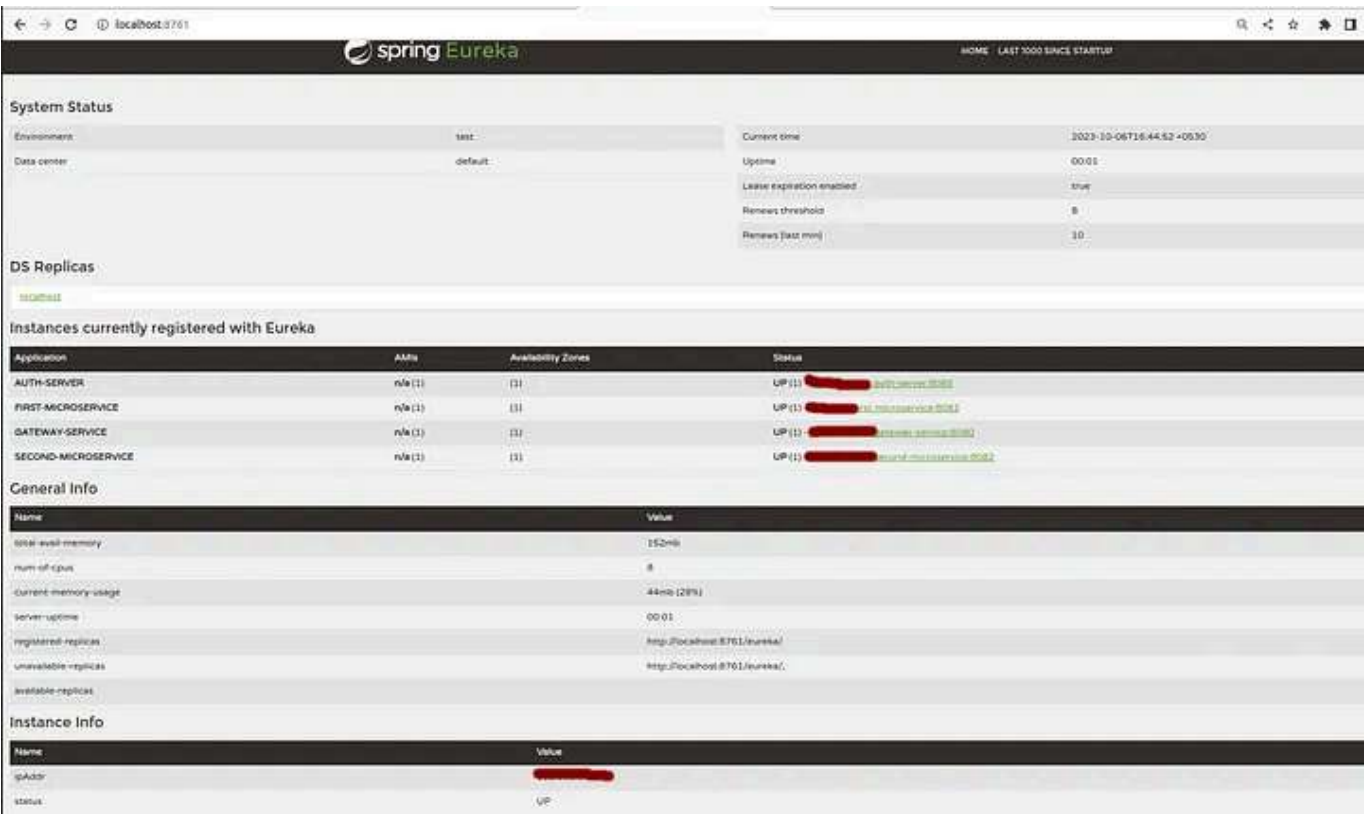 localhost:8761
spring Eureka
HOME LAST 1000 SINCE STARTUP
System Status
Environment test
Data center default
Current time 2023-10-06T16:44:52 +0530
Uptime 00:01
Lease expiration enabled true
Renews threshold 8
Renews (last min) 10
DS Replicas
localhost
Instances currently registered with Eureka
Application AMIs Availability Zones Status
AUTH-SERVER n/a (1) (1) UP (1) auth-server:
FIRST-MICROSERVICE n/a (1) (1) UP (1)
GATEWAY-SERVICE n/a (1) (1) UP (1)
SECOND-MICROSERVICE n/a (1) (1) UP (1) second-microservice:8082
General Info
Name Value
total-avail-memory 152mb
num-of-cpus 8
current-memory-usage 44mb (28%)
server-uptime 00:01
registered-replicas http://localhost:8761/eureka/
unavailable-replicas http://localhost:8761/eureka/,
available-replicas
Instance Info
Name Value
ipAddr
status UP